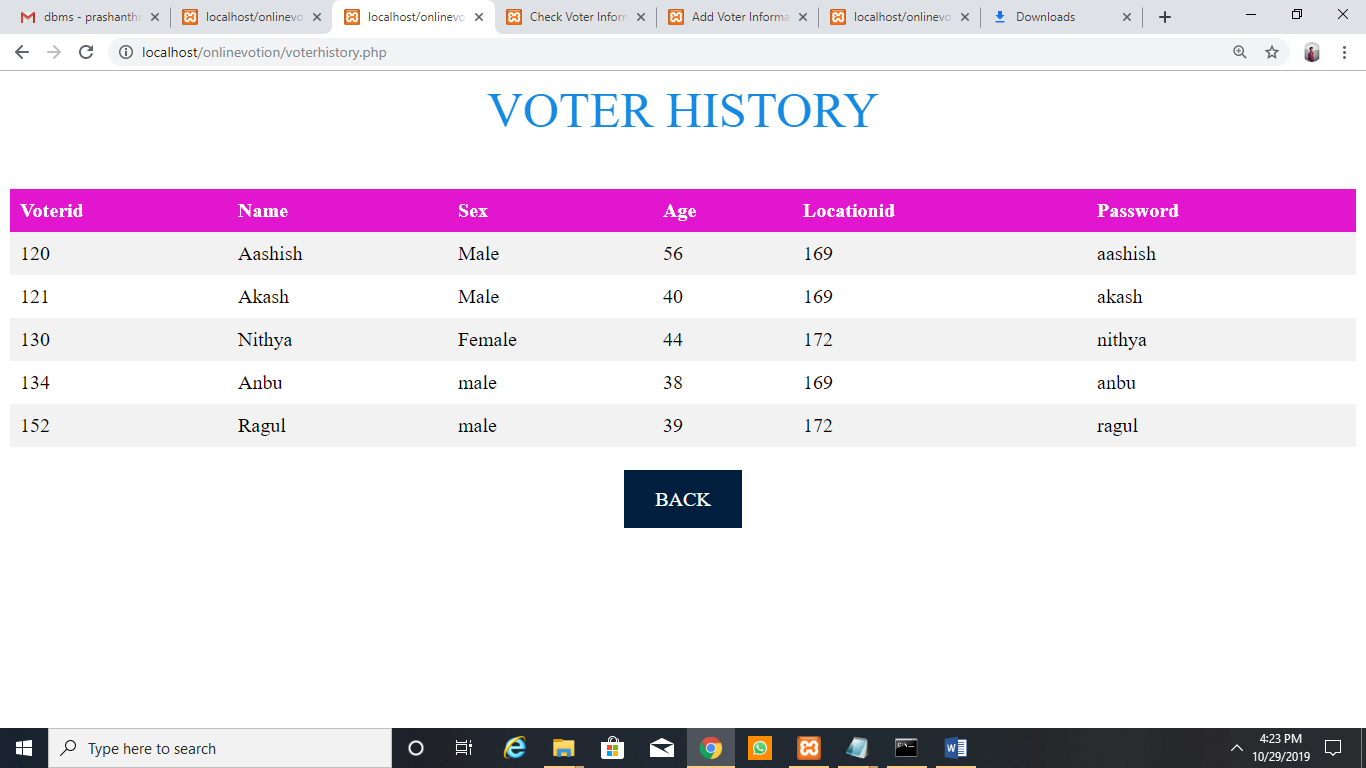 dbms - prashanthr
localhost/onlinevo
localhost/onlinevo
Check Voter Inform
Add Voter Informa
localhost/onlinevo
Downloads
localhost/onlinevotion/voterhistory.php
VOTER HISTORY
Voterid Name Sex Age Locationid Password
120 Aashish Male 56 169 aashish
121 Akash Male 40 169 akash
130 Nithya Female 44 172 nithya
134 Anbu male 38 169 anbu
152 Ragul male 39 172 ragul
BACK
Type here to search
4:23 PM
10/29/2019